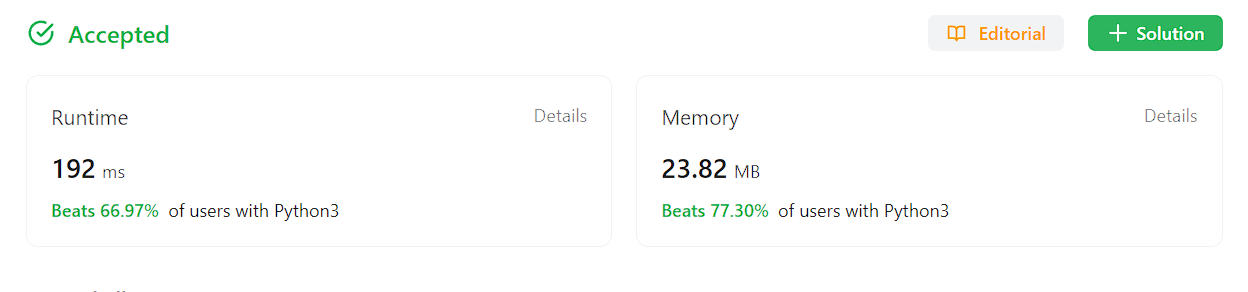 Accepted
Editorial
Solution
Runtime
Details
192 ms
Beats 66.97% of users with Python3
Memory
Details
23.82 MB
Beats 77.30% of users with Python3